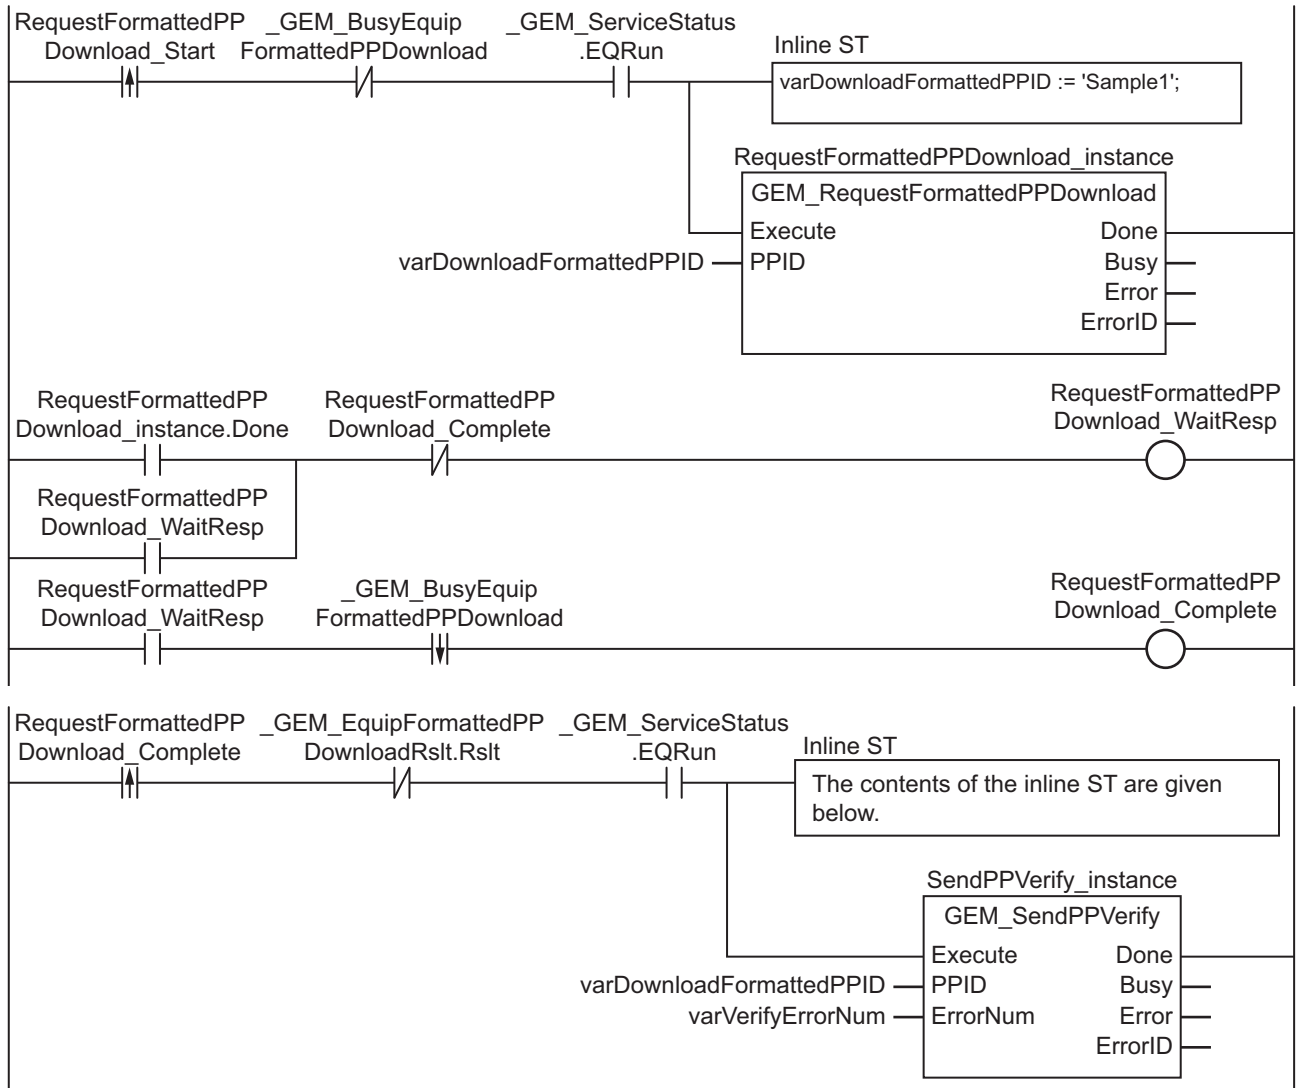 RequestFormattedPP
Download_Start
_GEM_BusyEquip
FormattedPPDownload
_GEM_ServiceStatus
.EQRun
Inline ST
varDownloadFormattedPPID := 'Sample1';
RequestFormattedPPDownload_instance
GEM_RequestFormattedPPDownload
Execute
Done
varDownloadFormattedPPID
PPID
Busy
Error
ErrorID
RequestFormattedPP
Download_instance.Done
RequestFormattedPP
Download_Complete
RequestFormattedPP
Download_WaitResp
RequestFormattedPP
Download_WaitResp
RequestFormattedPP
Download_WaitResp
_GEM_BusyEquip
FormattedPPDownload
RequestFormattedPP
Download_Complete
RequestFormattedPP
Download_Complete
_GEM_EquipFormattedPP
DownloadRslt.Rslt
_GEM_ServiceStatus
.EQRun
Inline ST
The contents of the inline ST are given
below.
SendPPVerify_instance
GEM_SendPPVerify
Execute
Done
varDownloadFormattedPPID
PPID
Busy
varVerifyErrorNum
ErrorNum
Error
ErrorID